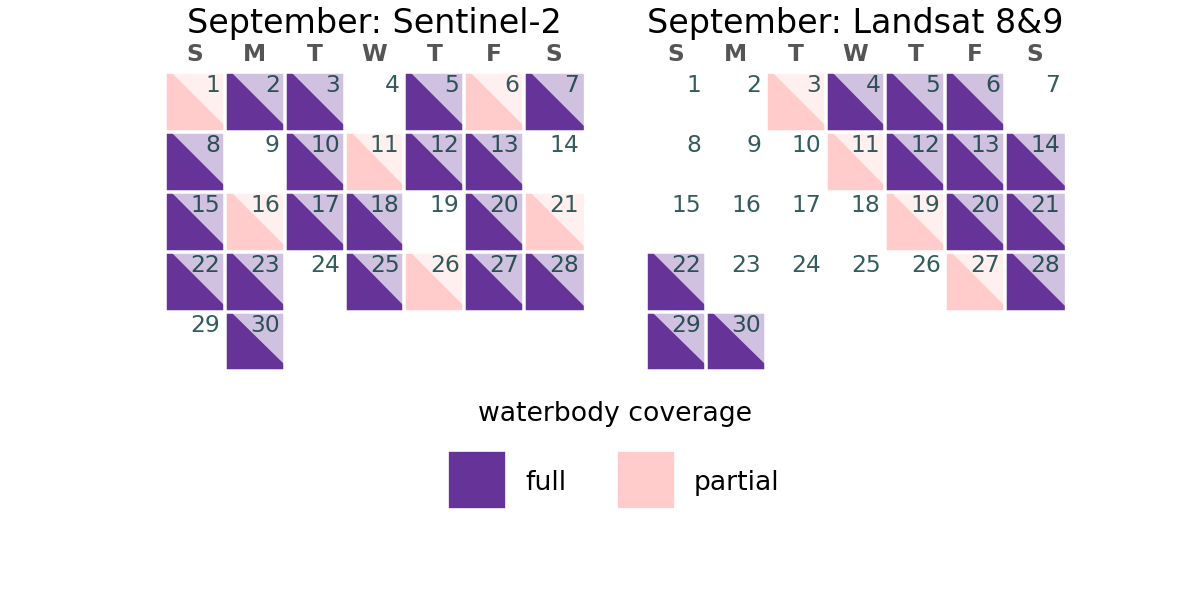 September: Sentinel-2
S M T W T F S
1 2 3 4 5 6 7
8 9 10 11 12 13 14
15 16 17 18 19 20 21
22 23 24 25 26 27 28
29 30
September: Landsat 8&9
S M T W T F S
1 2 3 4 5 6 7
8 9 10 11 12 13 14
15 16 17 18 19 20 21
22 23 24 25 26 27 28
29 30
waterbody coverage
full partial